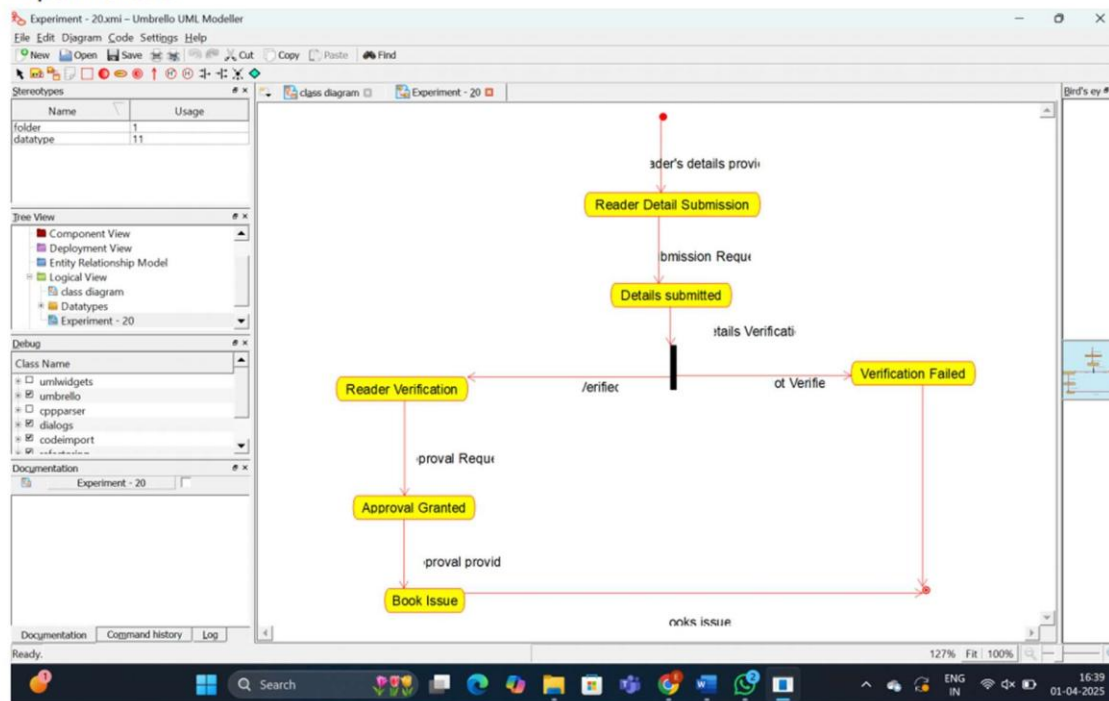 Experiment - 20.xmi – Umbrello UML Modeller
File Edit Diagram Code Settings Help
New Open Save Cut Copy Paste Find
Stereotypes
Name Usage
folder 1
datatype 11
Tree View
Component View
Deployment View
Entity Relationship Model
Logical View
class diagram
Datatypes
Experiment - 20
Debug
Class Name
umlwidgets
umbrello
cppparser
dialogs
codeimport
Documentation
Experiment - 20
Documentation Command history Log
Ready.
class diagram Experiment - 20
Bird's ey
ader's details provi
Reader Detail Submission
bmission Reque
Details submitted
etails Verificati
Reader Verification
Verified
ot Verifie
Verification Failed
proval Reque
Approval Granted
proval provid
Book Issue
ooks issue
127% Fit 100%
1
Search
1
2
ENG
IN
16:39
01-04-2025